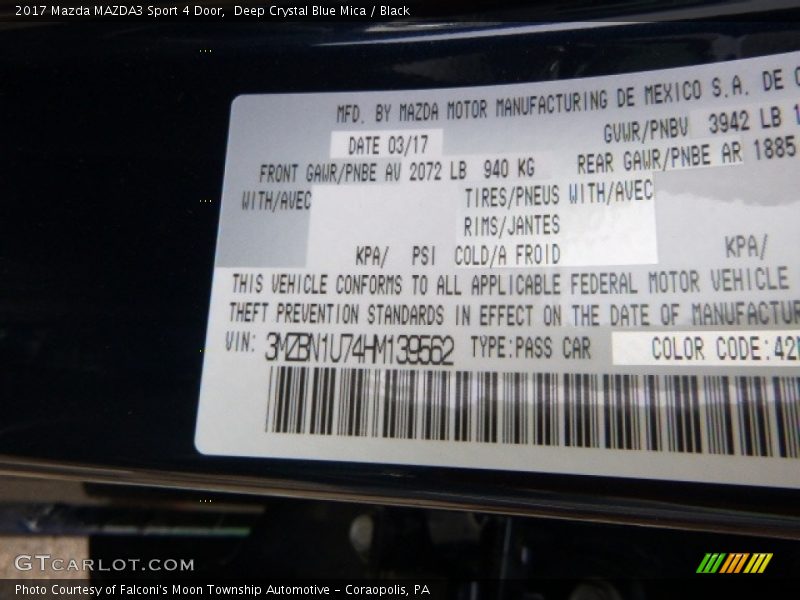 2017 Mazda MAZDA3 Sport 4 Door, Deep Crystal Blue Mica / Black
MFD. BY MAZDA MOTOR MANUFACTURING DE MEXICO S.A. DE
DATE 03/17
GVWR/PNBV 3942 LB 1
FRONT GAWR/PNBE AV 2072 LB 940 KG
REAR GAWR/PNBE AR 1885
WITH/AVEC
TIRES/PNEUS WITH/AVEC
RIMS/JANTES
KPA/ PSI COLD/A FROID
KPA/
THIS VEHICLE CONFORMS TO ALL APPLICABLE FEDERAL MOTOR VEHICLE
THEFT PREVENTION STANDARDS IN EFFECT ON THE DATE OF MANUFACTUR
VIN: 3MZBN1U74HM139562 TYPE:PASS CAR
COLOR CODE:42
GTCARLOT.COM
Photo Courtesy of Falconi's Moon Township Automotive - Coraopolis, PA